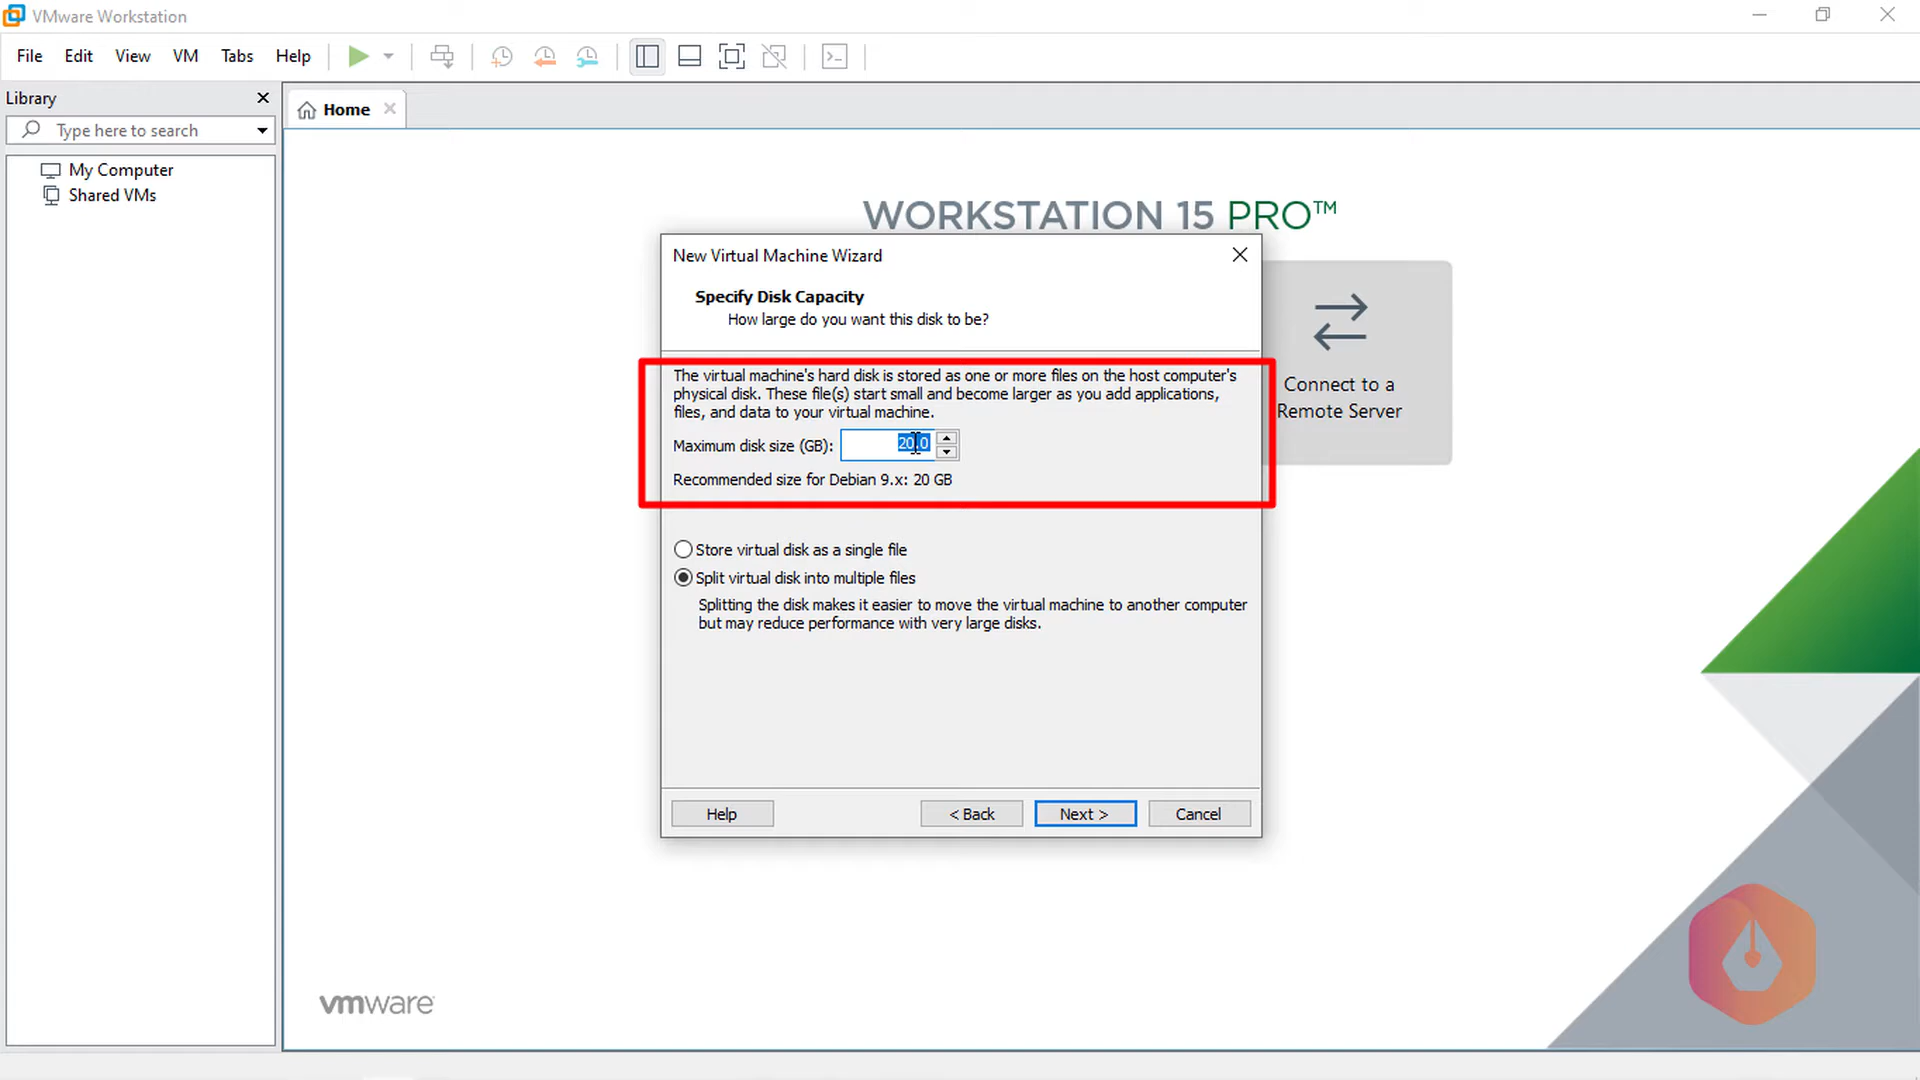 VMware Workstation
File Edit View VM Tabs Help
Library
Type here to search
My Computer
Shared VMs
Home
WORKSTATION 15 PRO™
New Virtual Machine Wizard
Specify Disk Capacity
How large do you want this disk to be?
The virtual machine's hard disk is stored as one or more files on the host computer's
physical disk. These file(s) start small and become larger as you add applications,
files, and data to your virtual machine.
Maximum disk size (GB): 20.0
Recommended size for Debian 9.x: 20 GB
Store virtual disk as a single file
Split virtual disk into multiple files
Splitting the disk makes it easier to move the virtual machine to another computer
but may reduce performance with very large disks.
Help < Back Next > Cancel
Connect to a
Remote Server
vmware